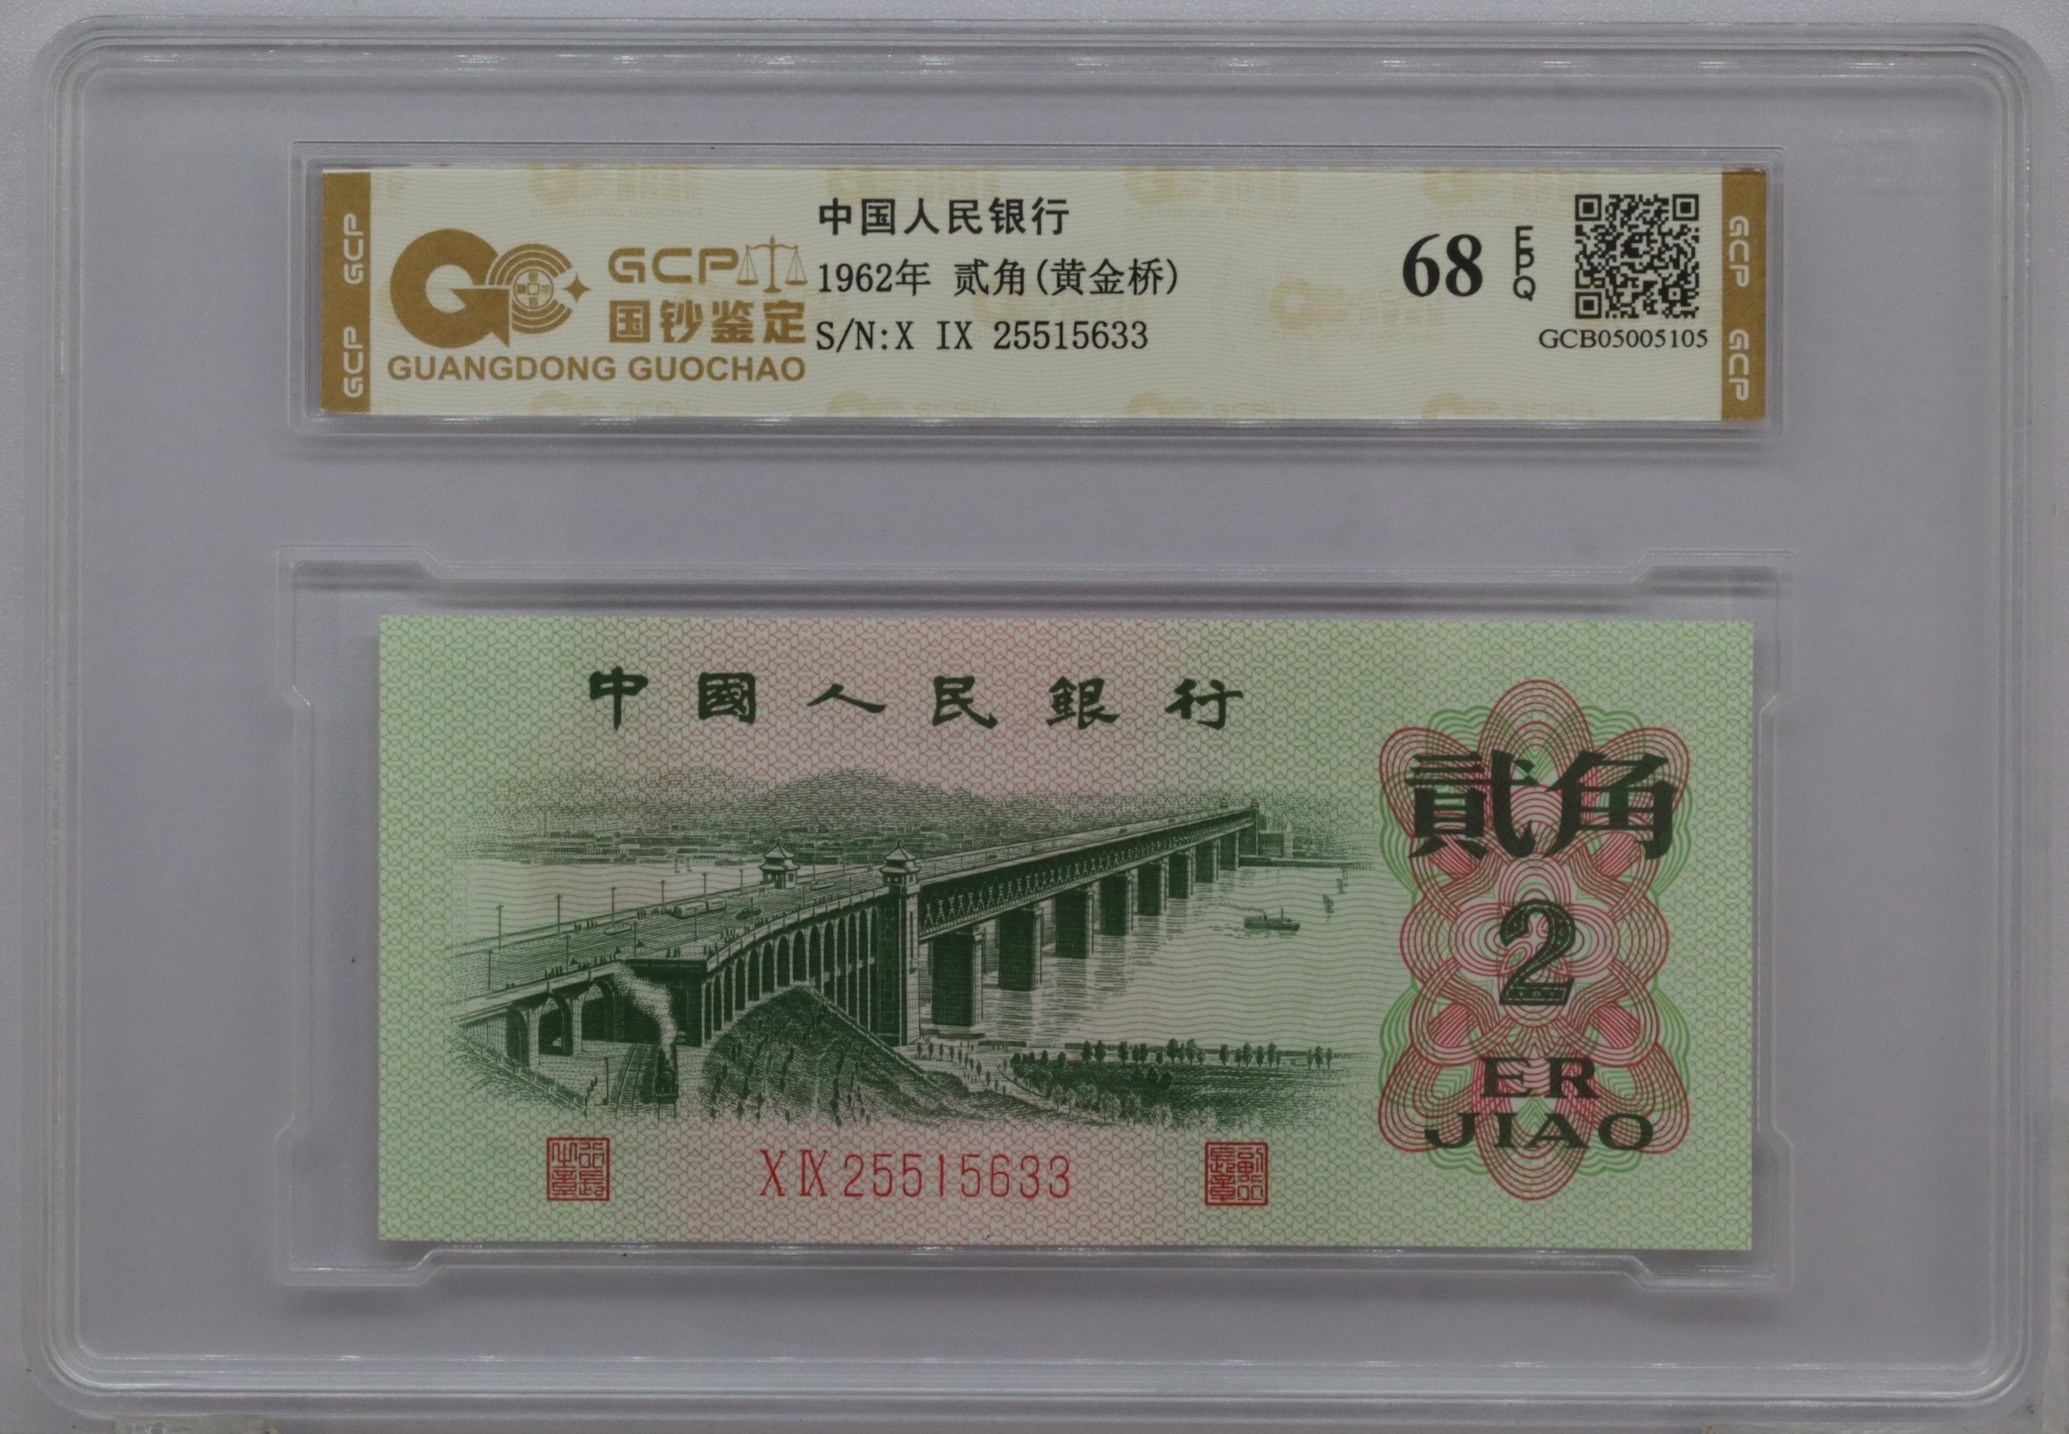 GCP
GCP
GCP
国钞鉴定
GUANGDONG GUOCHAO
中国人民银行
1962年 贰角(黄金桥)
S/N:X IX 25515633
68
EPQ
GCB05005105
GCP
GCP
中國人民銀行
貳角
2
ER
JIAO
X IX 25515633